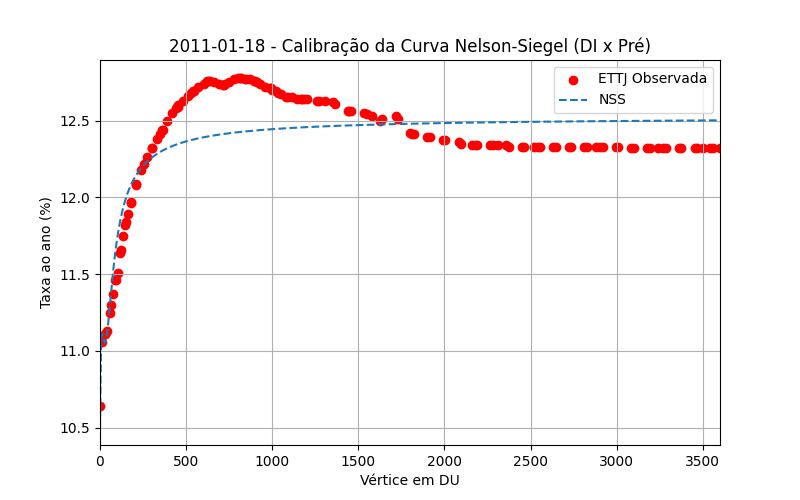 2011-01-18 - Calibração da Curva Nelson-Siegel (DI x Pré)
ETTJ Observada
NSS
Taxa ao ano (%)
12.5
12.0
11.5
11.0
10.5
0 500 1000 1500 2000 2500 3000 3500
Vértice em DU